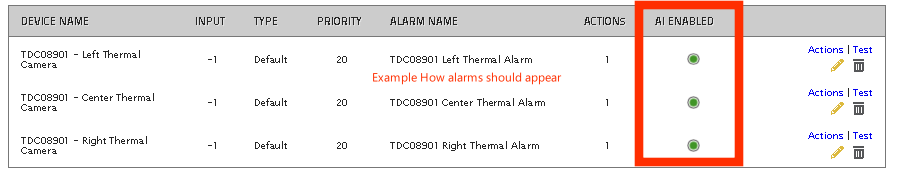 DEVICE NAME INPUT TYPE PRIORITY ALARM NAME ACTIONS AI ENABLED
TDC08901 - Left Thermal Camera -1 Default 20 TDC08901 Left Thermal Alarm 1 Actions | Test
Example How alarms should appear
TDC08901 - Center Thermal Camera -1 Default 20 TDC08901 Center Thermal Alarm 1 Actions | Test
TDC08901 - Right Thermal Camera -1 Default 20 TDC08901 Right Thermal Alarm 1 Actions | Test